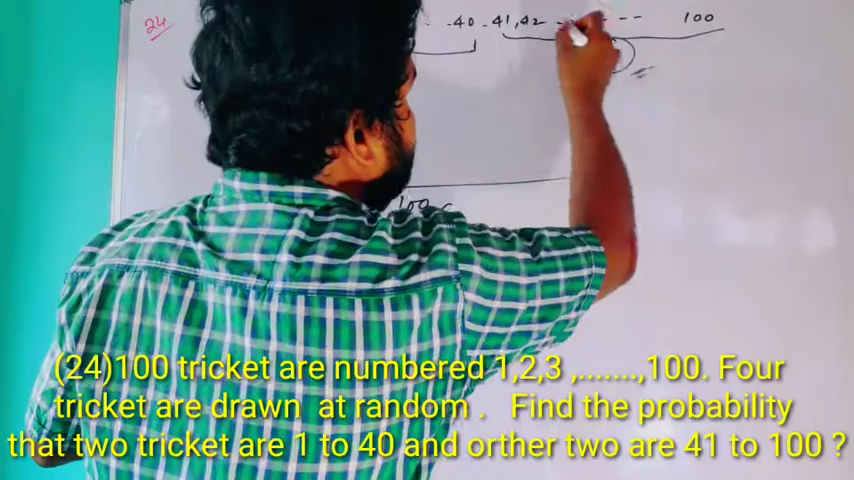 24 . . .40 .41,42 - - - - - 100
100 C
(24)100 tricket are numbered 1,2,3 ,.......,100. Four
tricket are drawn at random . Find the probability
that two tricket are 1 to 40 and orther two are 41 to 100 ?